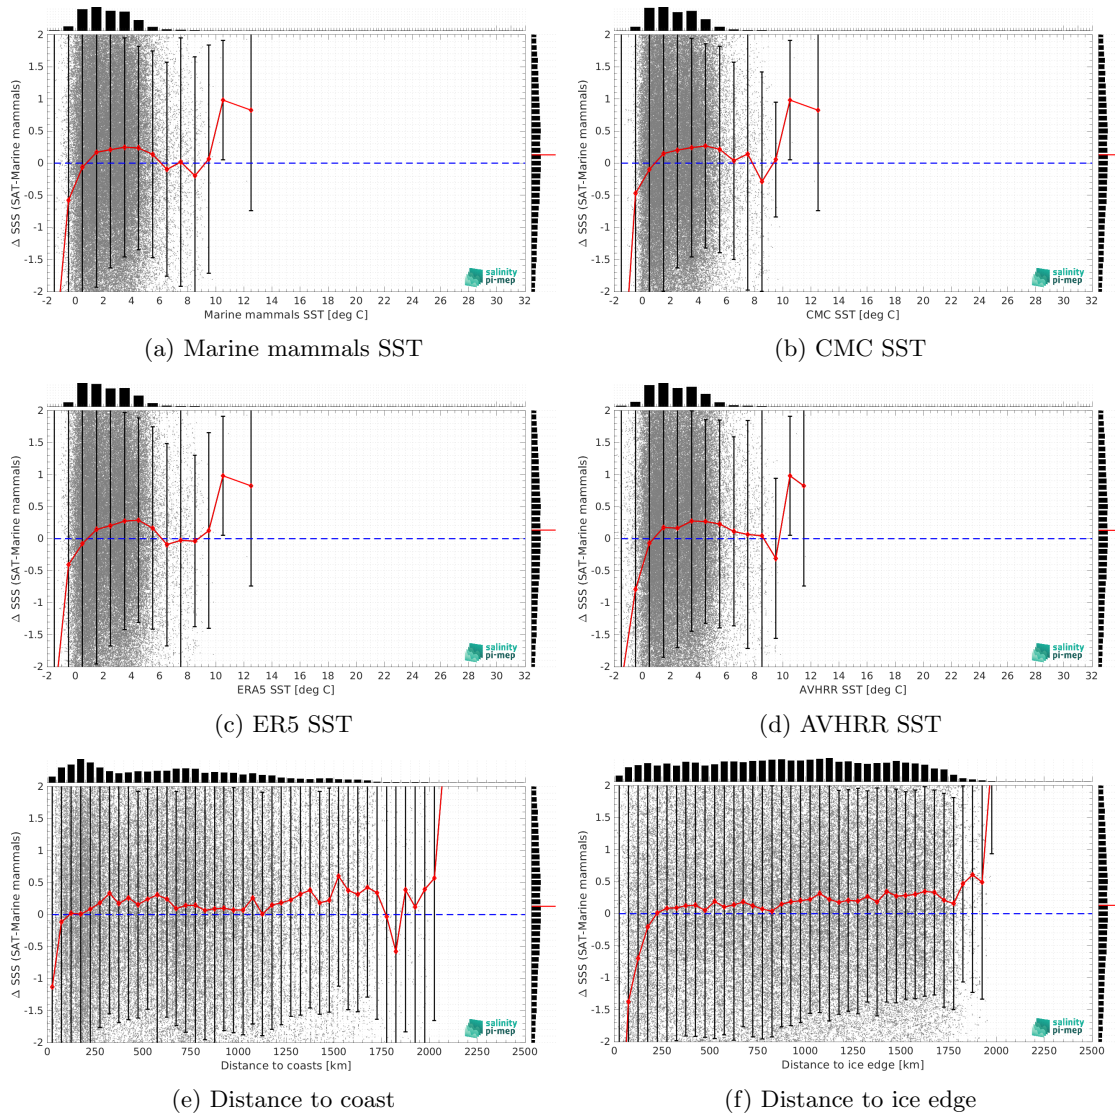 2
1.5
1
0.5
0
-0.5
-1
-1.5
-2
Δ SSS (SAT-Marine mammals)
salinity
pi-mep
-2 0 2 4 6 8 10 12 14 16 18 20 22 24 26 28 30 32
Marine mammals SST [deg C]
(a) Marine mammals SST
2
1.5
1
0.5
0
-0.5
-1
-1.5
-2
Δ SSS (SAT-Marine mammals)
salinity
pi-mep
-2 0 2 4 6 8 10 12 14 16 18 20 22 24 26 28 30 32
CMC SST [deg C]
(b) CMC SST
2
1.5
1
0.5
0
-0.5
-1
-1.5
-2
Δ SSS (SAT-Marine mammals)
salinity
pi-mep
-2 0 2 4 6 8 10 12 14 16 18 20 22 24 26 28 30 32
ERA5 SST [deg C]
(c) ER5 SST
2
1.5
1
0.5
0
-0.5
-1
-1.5
-2
Δ SSS (SAT-Marine mammals)
salinity
pi-mep
-2 0 2 4 6 8 10 12 14 16 18 20 22 24 26 28 30 32
AVHRR SST [deg C]
(d) AVHRR SST
2
1.5
1
0.5
0
-0.5
-1
-1.5
-2
Δ SSS (SAT-Marine mammals)
salinity
pi-mep
0 250 500 750 1000 1250 1500 1750 2000 2250 2500
Distance to coasts [km]
(e) Distance to coast
2
1.5
1
0.5
0
-0.5
-1
-1.5
-2
Δ SSS (SAT-Marine mammals)
salinity
pi-mep
0 250 500 750 1000 1250 1500 1750 2000 2250 2500
Distance to ice edge [km]
(f) Distance to ice edge